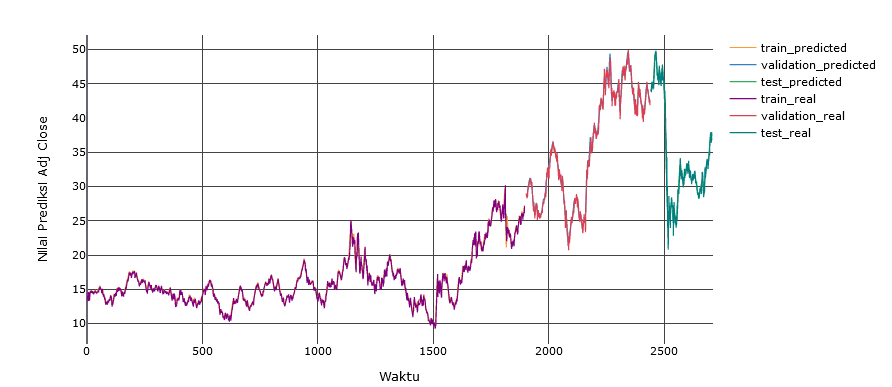 50
45
40
35
30
25
20
15
10
Nilai Prediksi Adj Close
0 500 1000 1500 2000 2500
Waktu
train_predicted
validation_predicted
test_predicted
train_real
validation_real
test_real